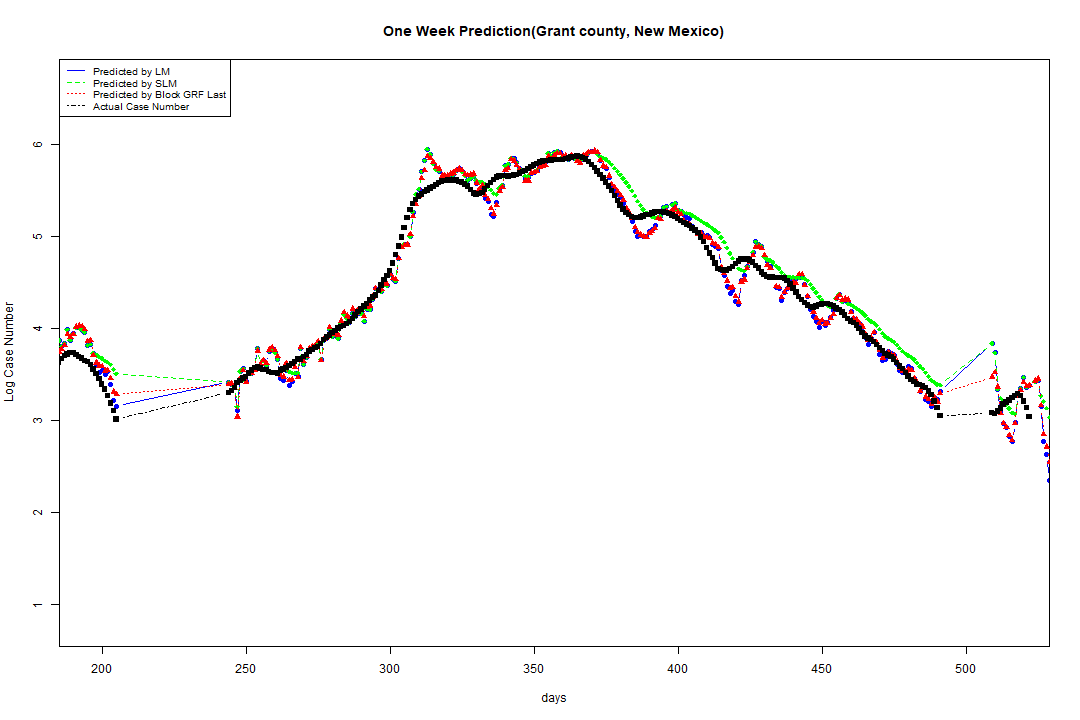 One Week Prediction(Grant county, New Mexico)
Predicted by LM
Predicted by SLM
Predicted by Block GRF Last
Actual Case Number
Log Case Number
6
5
4
3
2
1
200 250 300 350 400 450 500
days